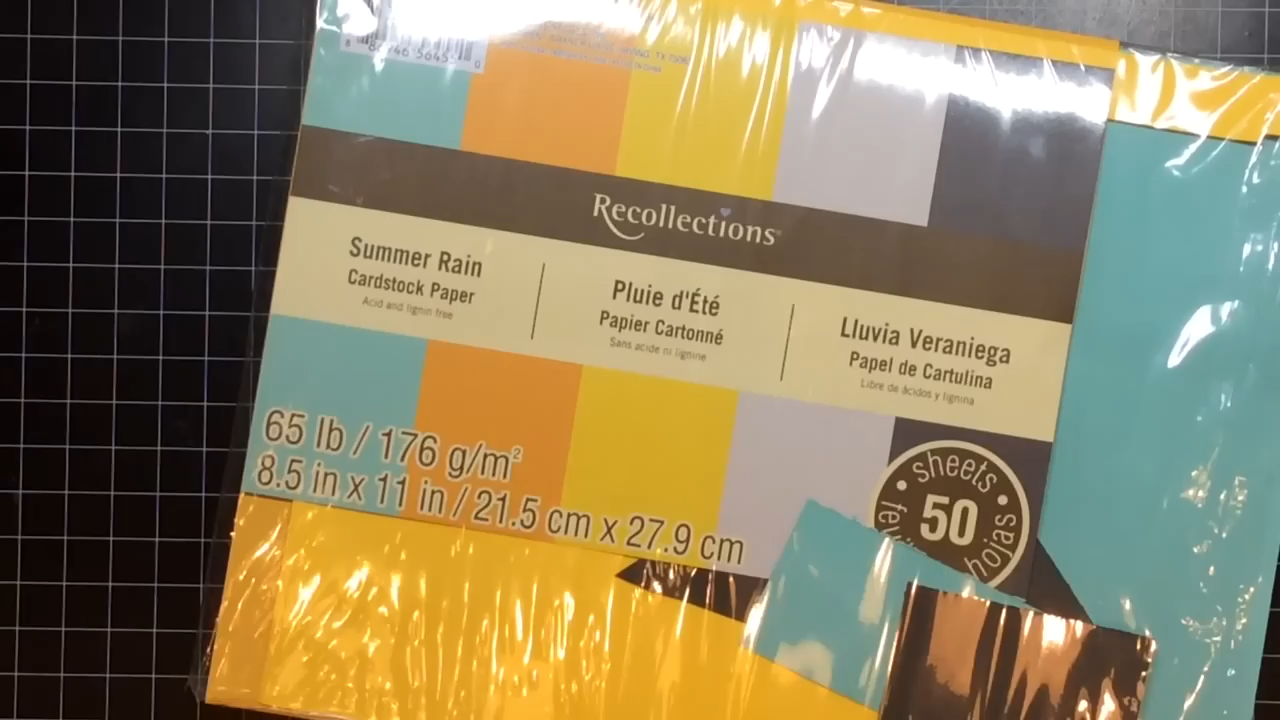 Recollections
Summer Rain
Cardstock Paper
Acid and lignin free
Pluie d'Été
Papier Cartonné
Sans acide ni lignine
Lluvia Veraniega
Papel de Cartulina
Libre de ácidos y lignina
65 lb / 176 g/m²
8.5 in x 11 in / 21.5 cm x 27.9 cm
sheets
50
hojas